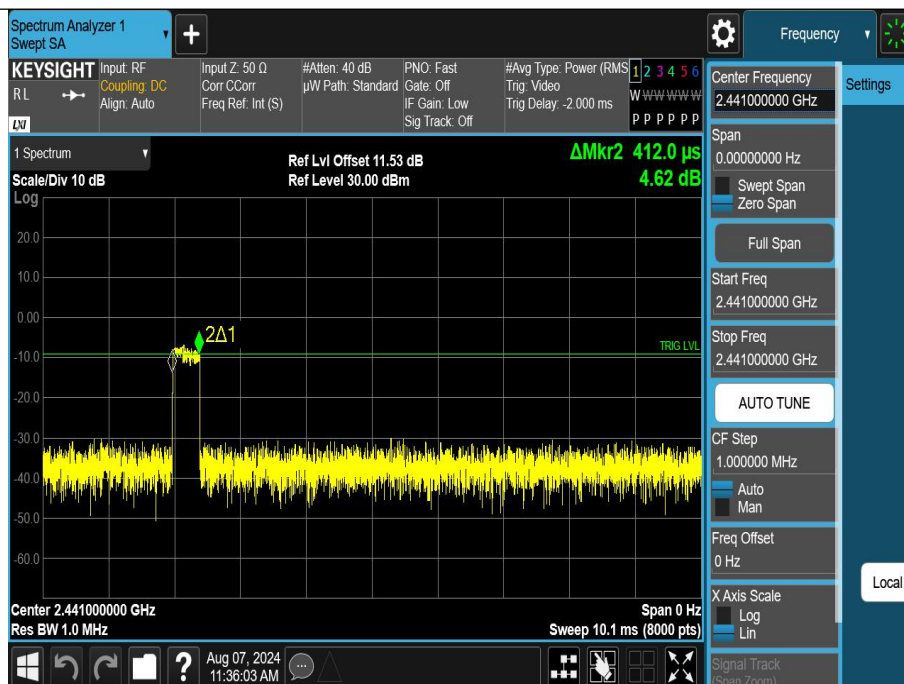 Spectrum Analyzer 1
Swept SA
+
Frequency
KEYSIGHT
R L
LXI
Input: RF
Coupling: DC
Align: Auto
Input Z: 50 Ω
Corr CCorr
Freq Ref: Int (S)
#Atten: 40 dB
µW Path: Standard
PNO: Fast
Gate: Off
IF Gain: Low
Sig Track: Off
#Avg Type: Power (RMS
Trig: Video
Trig Delay: -2.000 ms
1 2 3 4 5 6
W W W W W W
P P P P P P
Center Frequency
2.441000000 GHz
Settings
Span
0.00000000 Hz
Swept Span
Zero Span
Full Span
Start Freq
2.441000000 GHz
Stop Freq
2.441000000 GHz
AUTO TUNE
CF Step
1.000000 MHz
Auto
Man
Freq Offset
0 Hz
X Axis Scale
Log
Lin
Signal Track
(Span Zoom)
Local
1 Spectrum
Scale/Div 10 dB
Log
Ref Lvl Offset 11.53 dB
Ref Level 30.00 dBm
ΔMkr2 412.0 µs
4.62 dB
20.0
10.0
0.00
-10.0
-20.0
-30.0
-40.0
-50.0
-60.0
2Δ1
TRIG LVL
Center 2.441000000 GHz
Res BW 1.0 MHz
Span 0 Hz
Sweep 10.1 ms (8000 pts)
?
Aug 07, 2024
11:36:03 AM